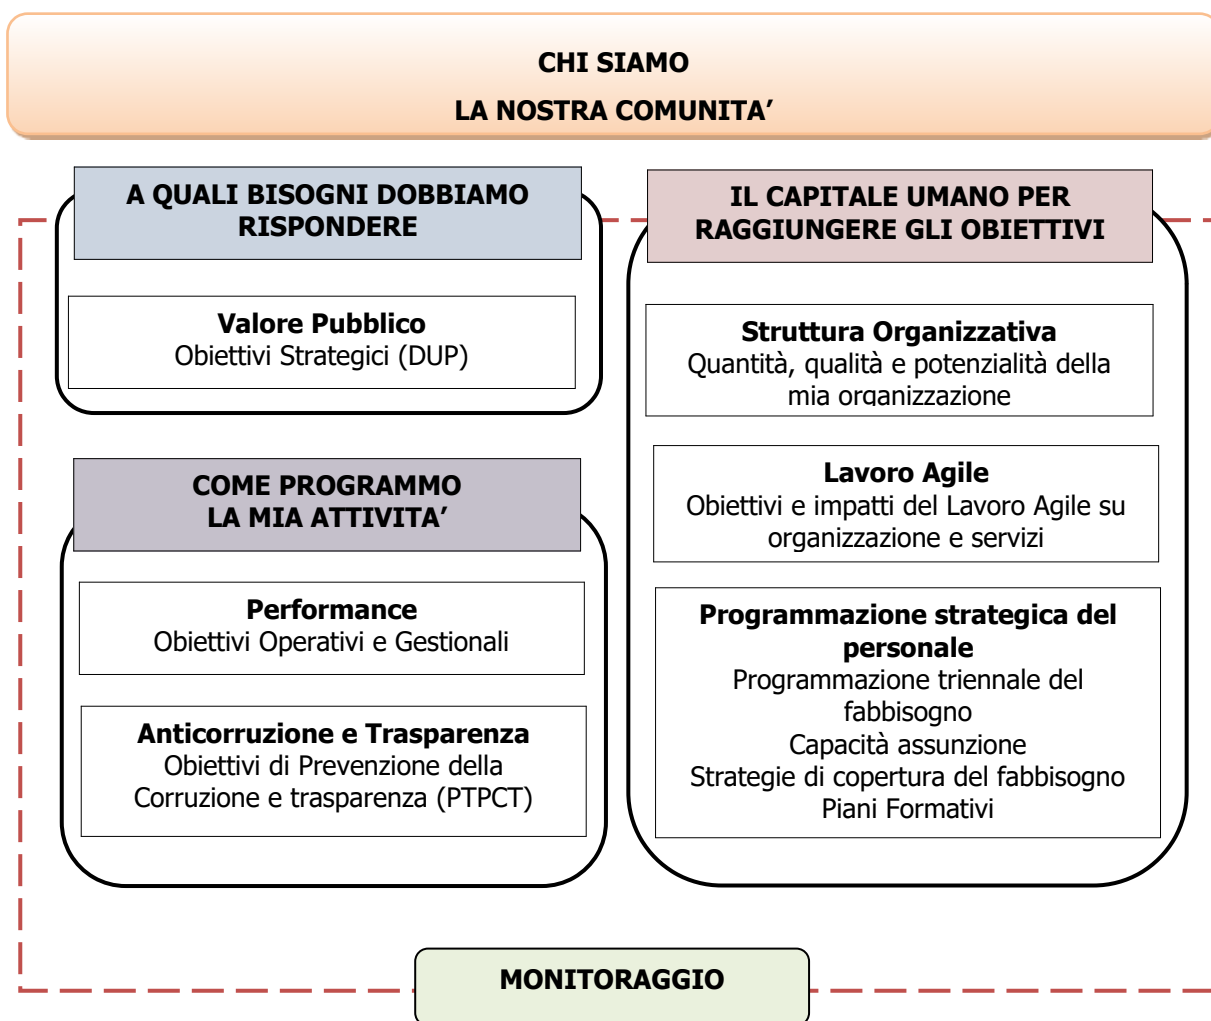 CHI SIAMO
LA NOSTRA COMUNITA’
A QUALI BISOGNI DOBBIAMO
RISPONDERE
Valore Pubblico
Obiettivi Strategici (DUP)
COME PROGRAMMO
LA MIA ATTIVITA’
Performance
Obiettivi Operativi e Gestionali
Anticorruzione e Trasparenza
Obiettivi di Prevenzione della
Corruzione e trasparenza (PTPCT)
IL CAPITALE UMANO PER
RAGGIUNGERE GLI OBIETTIVI
Struttura Organizzativa
Quantità, qualità e potenzialità della
mia organizzazione
Lavoro Agile
Obiettivi e impatti del Lavoro Agile su
organizzazione e servizi
Programmazione strategica del
personale
Programmazione triennale del
fabbisogno
Capacità assunzione
Strategie di copertura del fabbisogno
Piani Formativi
MONITORAGGIO